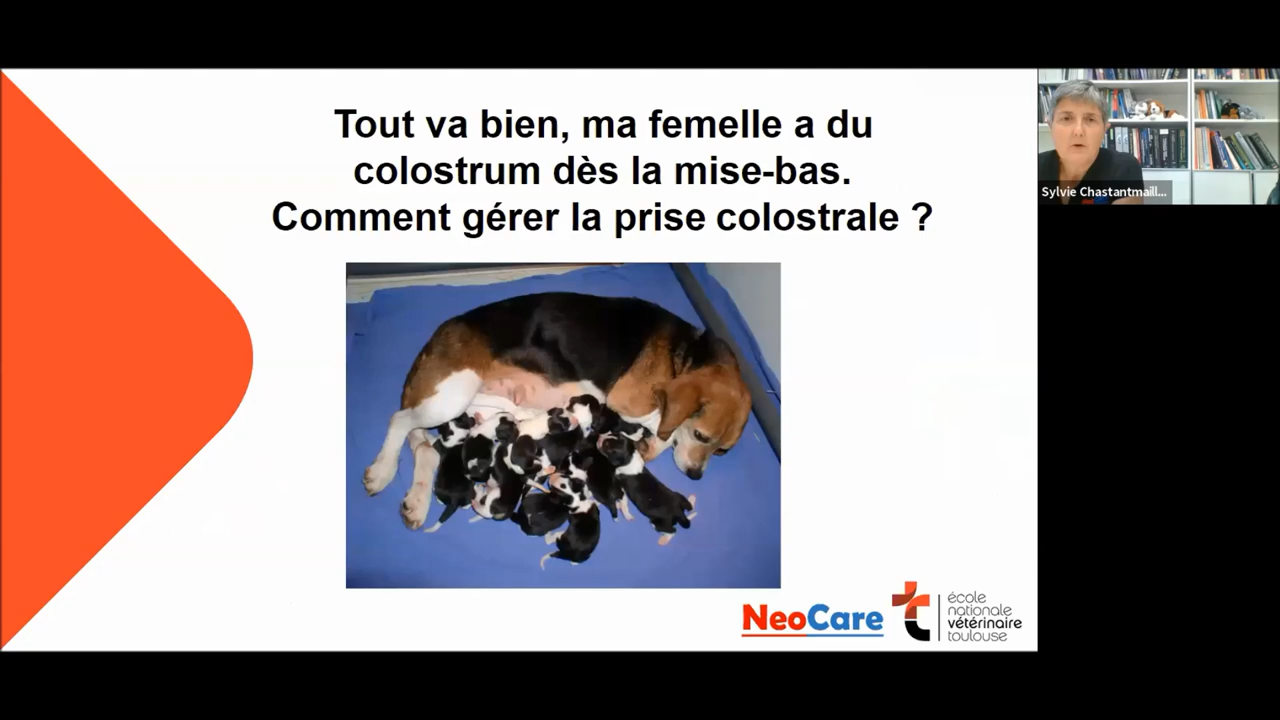 Tout va bien, ma femelle a du
colostrum dès la mise-bas.
Comment gérer la prise colostrale ?
Sylvie Chastantmaill...
NeoCare
école
nationale
vétérinaire
toulouse